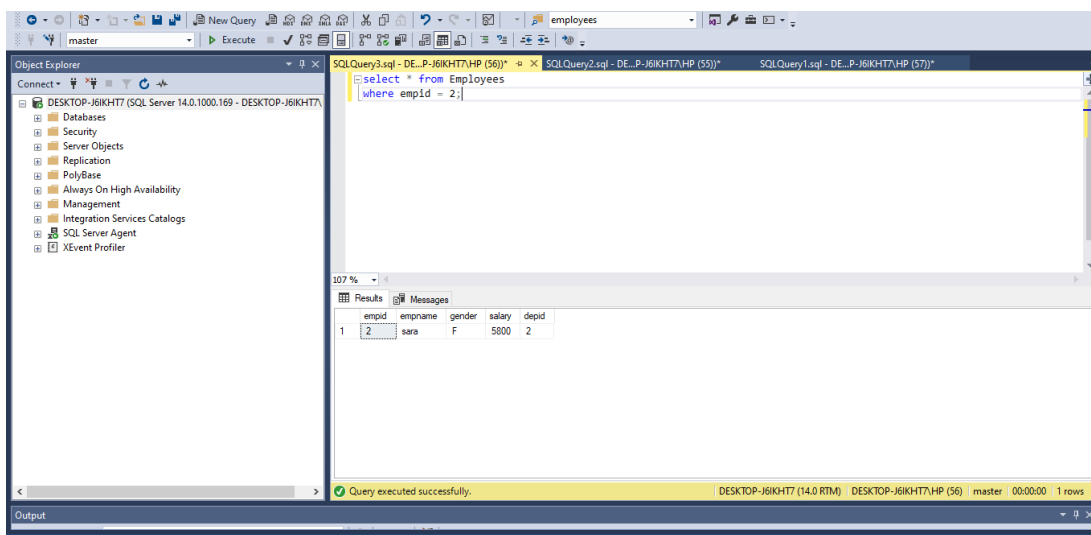 New Query employees
master Execute
Object Explorer
Connect
DESKTOP-J6IKHT7 (SQL Server 14.0.1000.169 - DESKTOP-J6IKHT7\
Databases
Security
Server Objects
Replication
PolyBase
Always On High Availability
Management
Integration Services Catalogs
SQL Server Agent
XEvent Profiler
SQLQuery3.sql - DE...P-J6IKHT7\HP (56))* SQLQuery2.sql - DE...P-J6IKHT7\HP (55))* SQLQuery1.sql - DE...P-J6IKHT7\HP (57))*
select * from Employees
where empid = 2;
107 %
Results Messages
empid empname gender salary depid
1 2 sara F 5800 2
Query executed successfully. DESKTOP-J6IKHT7 (14.0 RTM) DESKTOP-J6IKHT7\HP (56) master 00:00:00 1 rows
Output